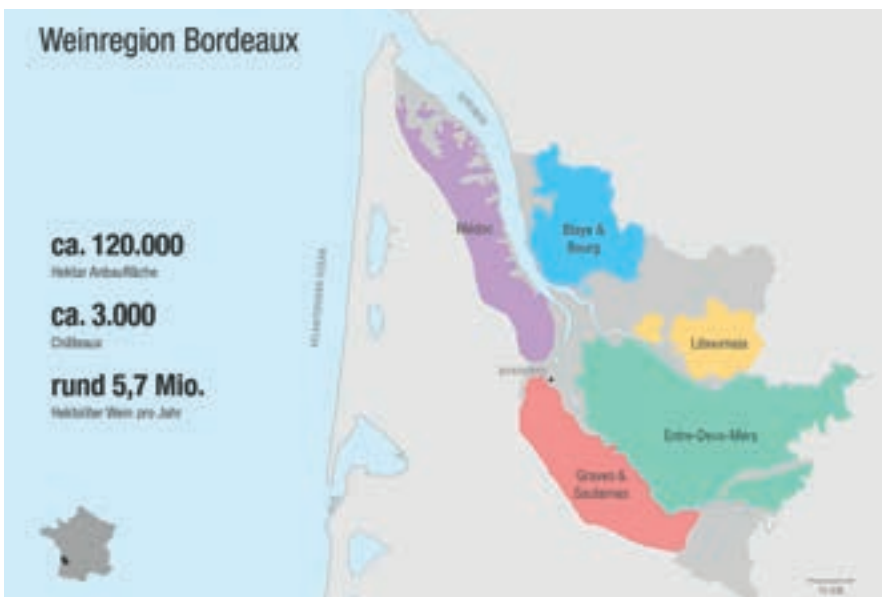 Weinregion Bordeaux
ca. 120.000
Hektar Anbaufläche
ca. 3.000
Châteaux
rund 5,7 Mio.
Hektoliter Wein pro Jahr
Médoc
Blaye &
Bourg
Libournais
Entre-Deux-Mers
Graves &
Sauternes